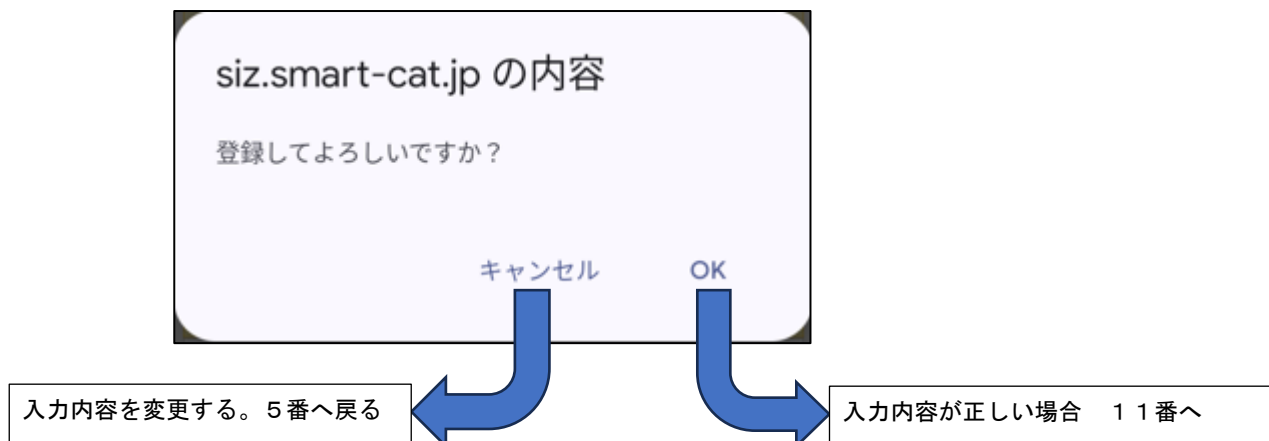 siz.smart-cat.jp の内容
登録してよろしいですか？
キャンセル OK
入力内容を変更する。５番へ戻る
入力内容が正しい場合　１１番へ